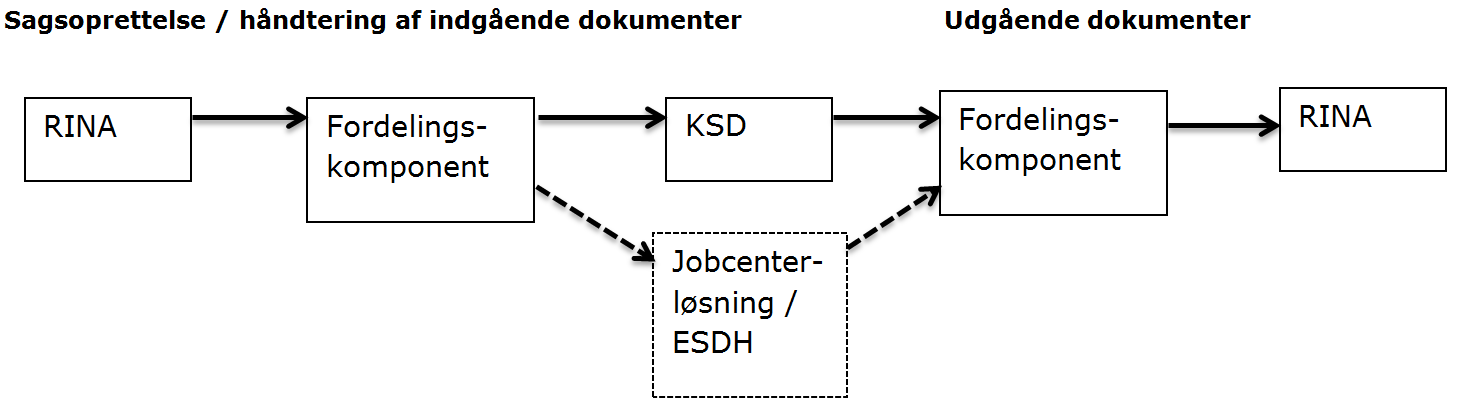 Sagsoprettelse / håndtering af indgående dokumenter
Udgående dokumenter
RINA
Fordelings-
komponent
KSD
Fordelings-
komponent
RINA
Jobcenter-
løsning /
ESDH